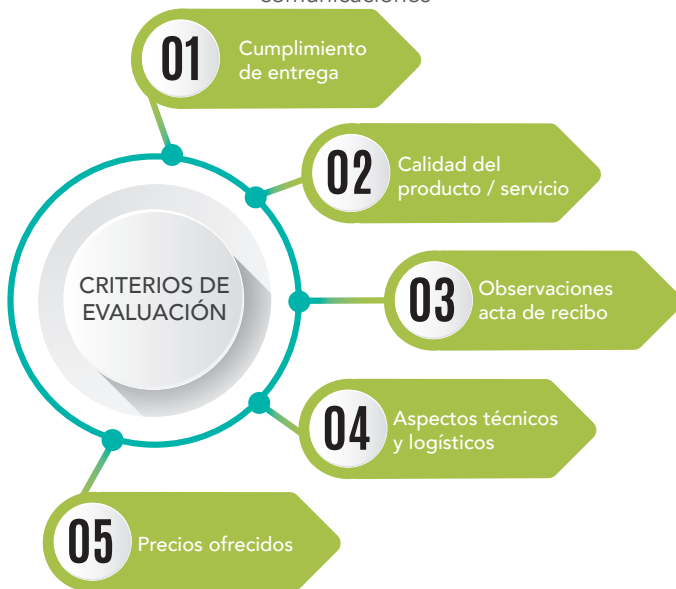 comunicaciones
01
Cumplimiento
de entrega
02
Calidad del
producto / servicio
CRITERIOS DE
EVALUACIÓN
03
Observaciones
acta de recibo
04
Aspectos técnicos
y logísticos
05
Precios ofrecidos